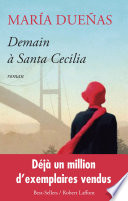 MARÍA DUEÑAS
Demain
à Santa Cecilia
roman
Déjà un million
d'exemplaires vendus
Best-Sellers / Robert Laffont